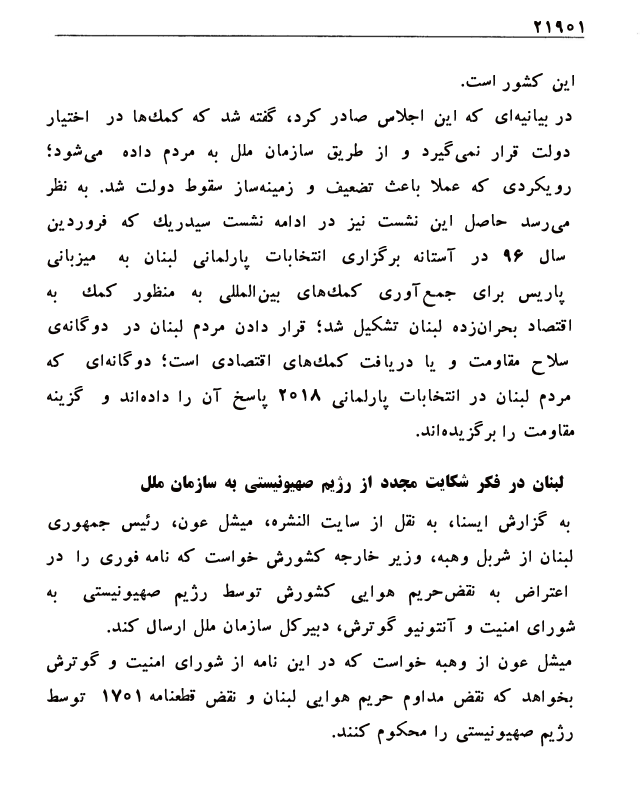 ۲۱۹۵۱
این کشور است.
در بیانیه‌ای که این اجلاس صادر کرد، گفته شد که کمک‌ها در اختیار
دولت قرار نمی‌گیرد و از طریق سازمان ملل به مردم داده می‌شود؛
رویکردی که عملا باعث تضعیف و زمینه‌ساز سقوط دولت شد. به نظر
می‌رسد حاصل این نشست نیز در ادامه نشست سیدریك که فروردین
سال ۹۶ در آستانه برگزاری انتخابات پارلمانی لبنان به میزبانی
پاریس برای جمع‌آوری کمک‌های بین‌المللی به منظور کمك به
اقتصاد بحران‌زده لبنان تشکیل شد؛ قرار دادن مردم لبنان در دوگانه‌ی
سلاح مقاومت و یا دریافت کمک‌های اقتصادی است؛ دوگانه‌ای که
مردم لبنان در انتخابات پارلمانی ۲۰۱۸ پاسخ آن را داده‌اند و گزینه
مقاومت را برگزیده‌اند.
لبنان در فکر شکایت مجدد از رژیم صهیونیستی به سازمان ملل
به گزارش ایسنا، به نقل از سایت النشره، میشل عون، رئیس جمهوری
لبنان از شربل وهبه، وزیر خارجه کشورش خواست که نامه فوری را در
اعتراض به نقض‌حریم هوایی کشورش توسط رژیم صهیونیستی به
شورای امنیت و آنتونیو گوترش، دبیرکل سازمان ملل ارسال کند.
میشل عون از وهبه خواست که در این نامه از شورای امنیت و گوترش
بخواهد که نقض مداوم حریم هوایی لبنان و نقض قطعنامه ۱۷۰۱ توسط
رژیم صهیونیستی را محکوم کنند.